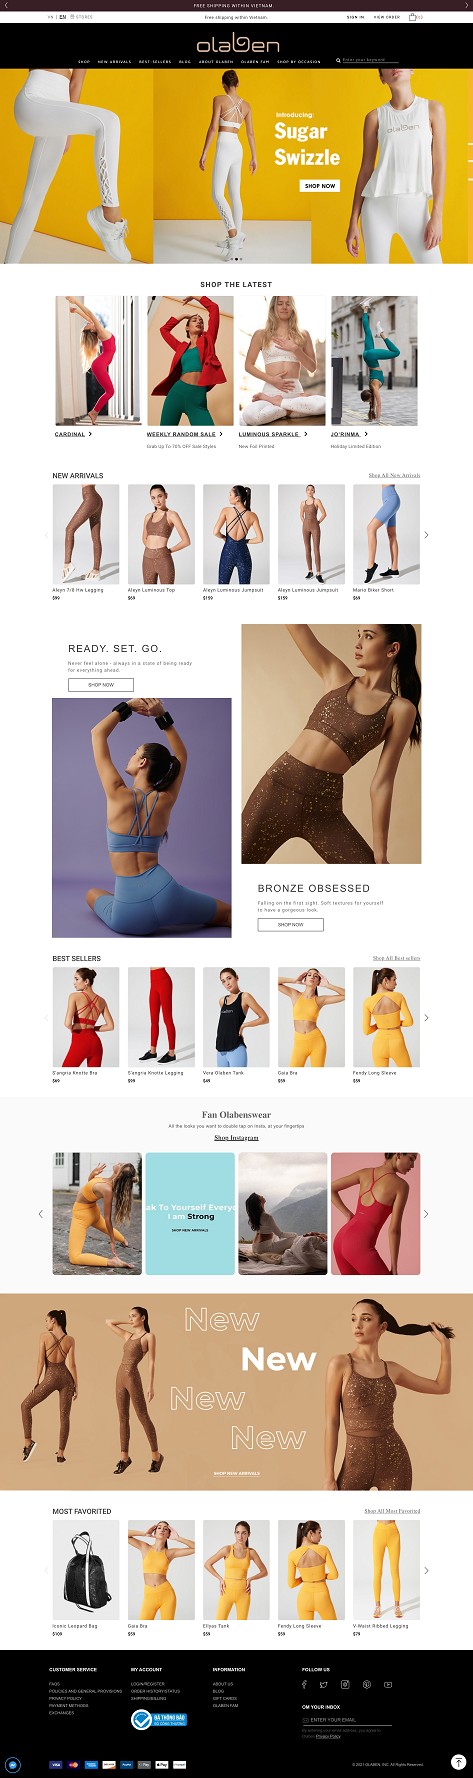 FREE SHIPPING WITHIN VIETNAM
VN | EN STORES
Free shipping within Vietnam.
SIGN IN VIEW ORDER (0)
olaben
SHOP NEW ARRIVALS BEST-SELLERS BLOG ABOUT OLABEN OLABEN FAM SHOP BY OCCASION
Enter your keyword
Introducing:
Sugar
Swizzle
SHOP NOW
olaben
SHOP THE LATEST
CARDINAL
WEEKLY RANDOM SALE
Grab Up To 70% OFF Sale Styles
LUMINOUS SPARKLE
New Foil Printed
JO'RINMA
Holiday Limited Edition
NEW ARRIVALS
Shop All New Arrivals
Aleyn 7/8 Hw Legging
$99
Aleyn Luminous Top
$69
Aleyn Luminous Jumpsuit
$159
Aleyn Luminous Jumpsuit
$159
Mario Biker Short
$69
READY. SET. GO.
Never feel alone - always in a state of being ready
for everything ahead.
SHOP NOW
BRONZE OBSESSED
Falling on the first sight. Soft textures for yourself
to have a gorgeous look.
SHOP NOW
BEST SELLERS
Shop All Best sellers
S'angria Knotte Bra
$69
S'angria Knotte Legging
$99
Vera Olaben Tank
$49
Gaia Bra
$59
Fendy Long Sleeve
$59
Fan Olabenswear
All the looks you want to double tap on Insta, at your fingertips
Shop Instagram
ak To Yourself Everyd
I am Strong
SHOP NEW ARRIVALS
New
New
New
New
SHOP NEW ARRIVALS
MOST FAVORITED
Shop All Most Favorited
Iconic Leopard Bag
$109
Gaia Bra
$59
Ellyus Tank
$59
Fendy Long Sleeve
$59
V-Waist Ribbed Legging
$79
CUSTOMER SERVICE
FAQS
POLICIES AND GENERAL PROVISIONS
PRIVACY POLICY
PAYMENT METHODS
EXCHANGES
MY ACCOUNT
LOGIN/REGISTER
ORDER HISTORY/STATUS
SHIPPING/BILLING
ĐÃ THÔNG BÁO
BỘ CÔNG THƯƠNG
INFORMATION
ABOUT US
BLOG
GIFT CARDS
OLABEN FAM
FOLLOW US
OM YOUR INBOX
ENTER YOUR EMAIL
By entering your email address, you agree to
Olaben Privacy Policy
VISA
PayPal
© 2021 OLABEN, INC. All Rights Reserved.